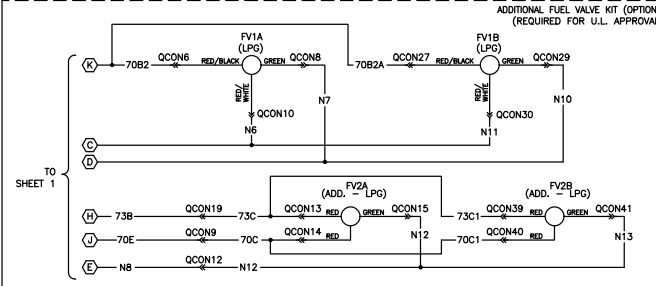 ADDITIONAL FUEL VALVE KIT (OPTION
(REQUIRED FOR U.L. APPROVA
FV1A
(LPG)
FV1B
(LPG)
K 70B2 QCON6 RED/BLACK GREEN QCON8 70B2A QCON27 RED/BLACK GREEN QCON29
RED/
WHITE
N7
RED/
WHITE
N10
QCON10
QCON30
N6
N11
C
D
TO
SHEET 1
FV2A
(ADD. - LPG)
FV2B
(ADD. - LPG)
H 73B QCON19 73C QCON13 RED GREEN QCON15 73C1 QCON39 RED GREEN QCON41
J 70E QCON9 70C QCON14 RED N12 70C1 QCON40 RED N13
E N8 QCON12 N12